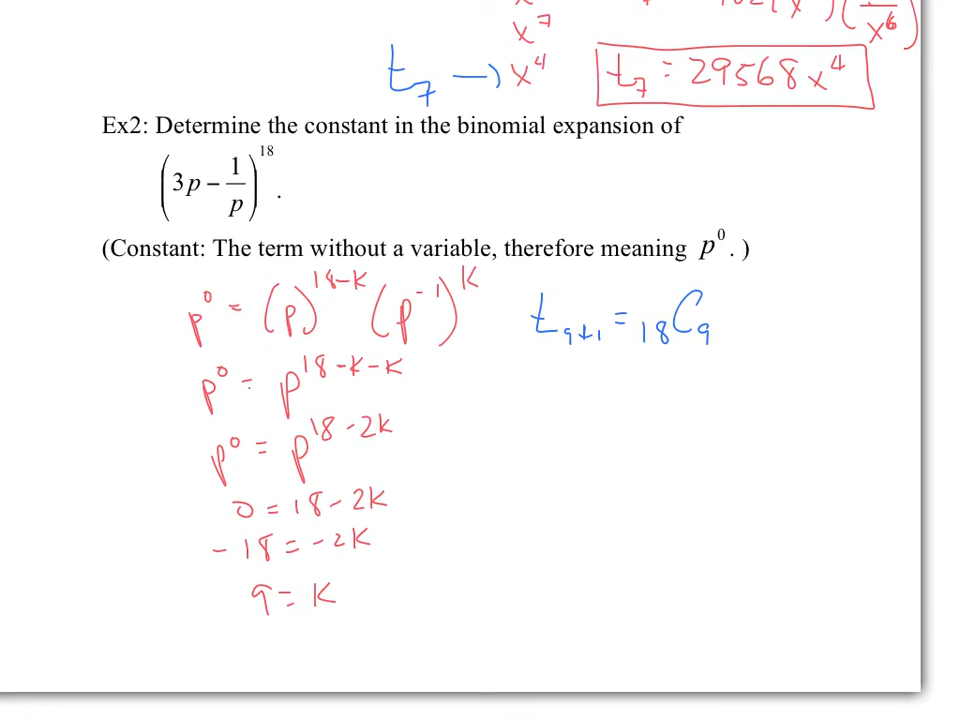 x⁷
x⁶
t₇ → x⁴ t₇ = 29568x⁴
Ex2: Determine the constant in the binomial expansion of
(3p − 1/p)¹⁸.
(Constant: The term without a variable, therefore meaning p⁰. )
p⁰ = (p)¹⁸⁻ᴷ (p⁻¹)ᴷ t₉₊₁ = ₁₈C₉
p⁰ = p¹⁸⁻ᴷ⁻ᴷ
p⁰ = p¹⁸⁻²ᴷ
0 = 18 − 2K
−18 = −2K
9 = K